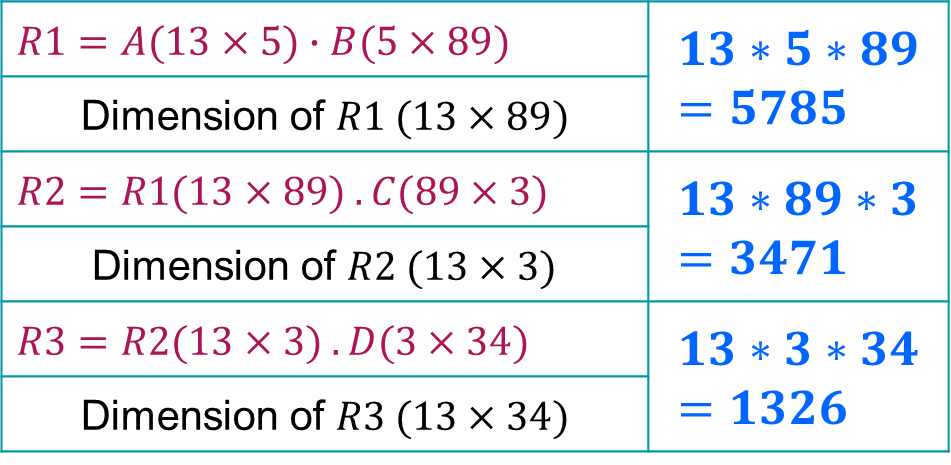 R1 = A(13 × 5) · B(5 × 89)
13 * 5 * 89
= 5785
Dimension of R1 (13 × 89)
R2 = R1(13 × 89) . C(89 × 3)
13 * 89 * 3
= 3471
Dimension of R2 (13 × 3)
R3 = R2(13 × 3) . D(3 × 34)
13 * 3 * 34
= 1326
Dimension of R3 (13 × 34)